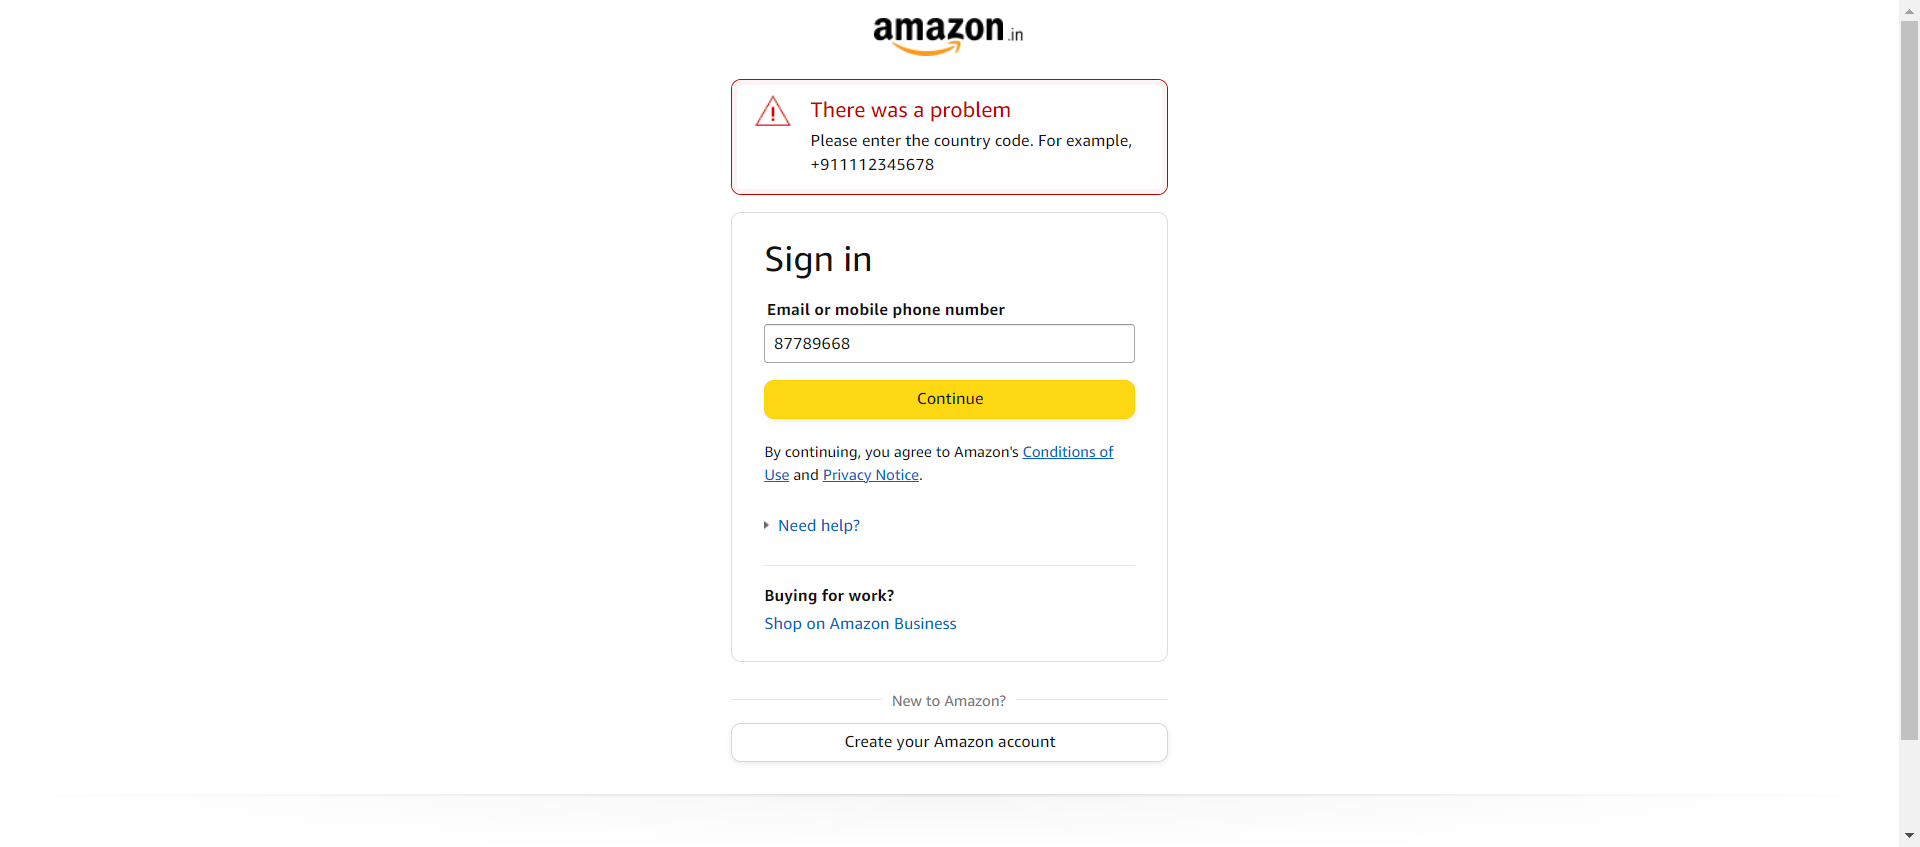 amazon.in
There was a problem
Please enter the country code. For example,
+911112345678
Sign in
Email or mobile phone number
87789668
Continue
By continuing, you agree to Amazon's Conditions of
Use and Privacy Notice.
Need help?
Buying for work?
Shop on Amazon Business
New to Amazon?
Create your Amazon account